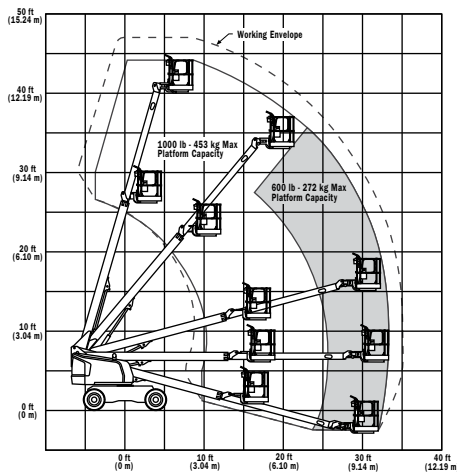 50 ft
(15.24 m)
Working Envelope
40 ft
(12.19 m)
1000 lb - 453 kg Max
Platform Capacity
30 ft
(9.14 m)
600 lb - 272 kg Max
Platform Capacity
20 ft
(6.10 m)
10 ft
(3.04 m)
0 ft
(0 m)
0 ft
(0 m)
10 ft
(3.04 m)
20 ft
(6.10 m)
30 ft
(9.14 m)
40 ft
(12.19 m